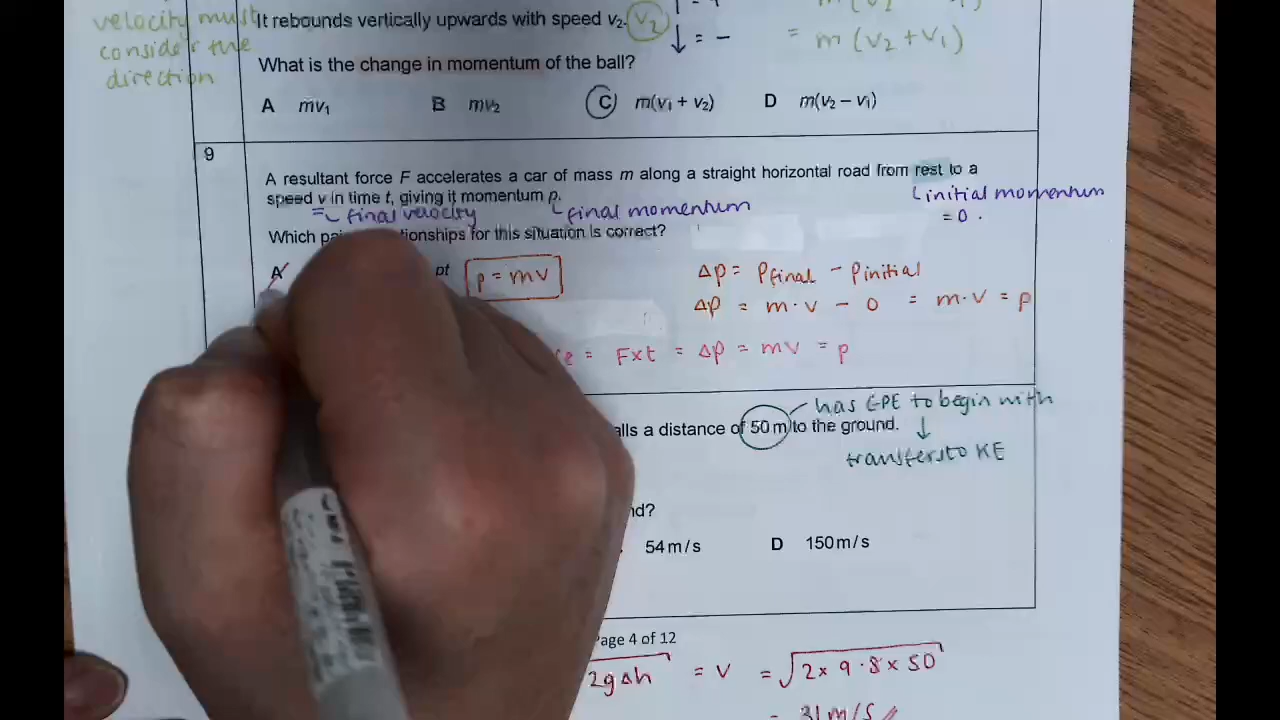 velocity must
consider the
direction
It rebounds vertically upwards with speed v₂. v₂
↓ = −
= m (v₂ + v₁)
What is the change in momentum of the ball?
A mv₁ B mv₂ C m(v₁ + v₂) D m(v₂ − v₁)
9
A resultant force F accelerates a car of mass m along a straight horizontal road from rest to a
speed v in time t, giving it momentum p.
= final velocity
final momentum
initial momentum
= 0 .
Which for this situation is correct?
A pt p = mv
Δp = Pfinal − Pinitial
Δp = m·v − 0 = m·v = p
= Fxt = Δp = mv = p
a distance of 50 m to the ground.
has GPE to begin with
↓
transfers to KE
54 m/s D 150 m/s
Page 4 of 12
2gΔh = v = √2 x 9.8 x 50
= 31 m/s